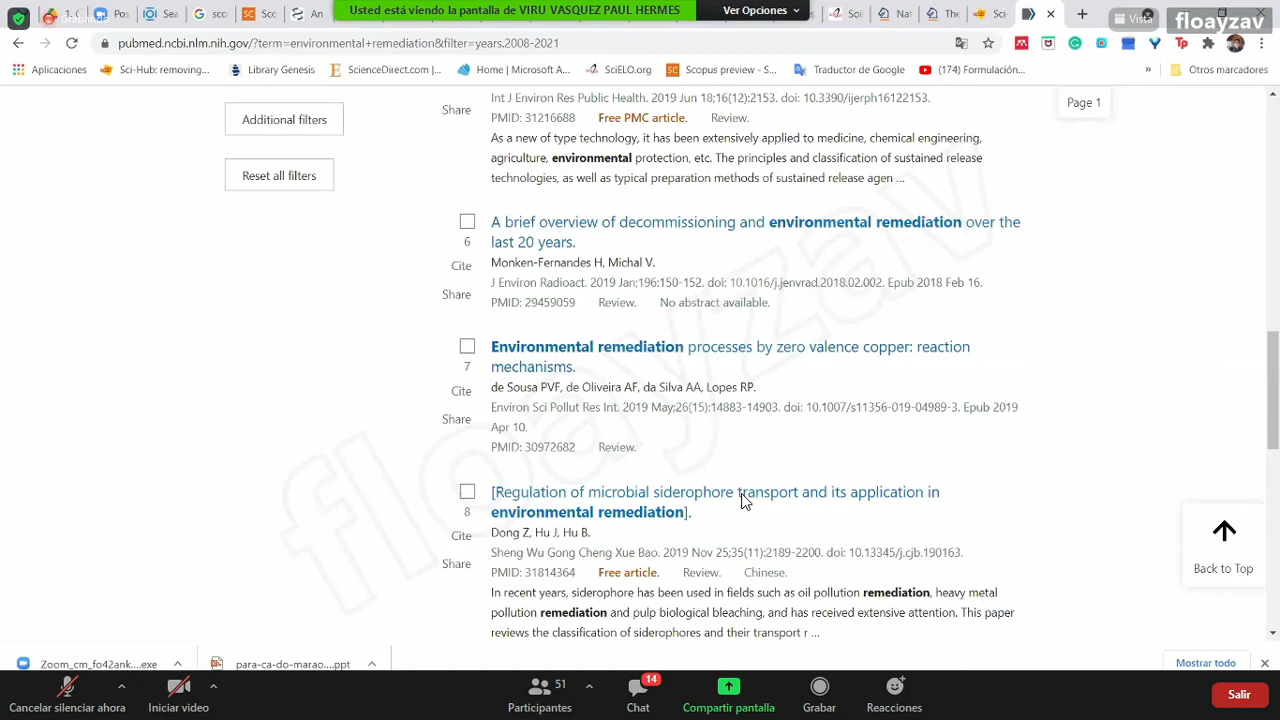 Usted está viendo la pantalla de VIRU VASQUEZ PAUL HERMES
Ver Opciones
Vista
floayzav
pubmed.ncbi.nlm.nih.gov/?term=environmental+remediation&filter=years.2000-2021
Aplicaciones
Sci-Hub: removing...
Library Genesis
ScienceDirect.com |...
Home | Microsoft A...
SciELO.org
Scopus preview - S...
Traductor de Google
(174) Formulación...
»
Otros marcadores
Additional filters
Reset all filters
Page 1
Share
Int J Environ Res Public Health. 2019 Jun 18;16(12):2153. doi: 10.3390/ijerph16122153.
PMID: 31216688 Free PMC article. Review.
As a new of type technology, it has been extensively applied to medicine, chemical engineering,
agriculture, environmental protection, etc. The principles and classification of sustained release
technologies, as well as typical preparation methods of sustained release agen ...
A brief overview of decommissioning and environmental remediation over the
6
last 20 years.
Cite
Monken-Fernandes H, Michal V.
J Environ Radioact. 2019 Jan;196:150-152. doi: 10.1016/j.jenvrad.2018.02.002. Epub 2018 Feb 16.
Share
PMID: 29459059 Review. No abstract available.
Environmental remediation processes by zero valence copper: reaction
7
mechanisms.
Cite
de Sousa PVF, de Oliveira AF, da Silva AA, Lopes RP.
Environ Sci Pollut Res Int. 2019 May;26(15):14883-14903. doi: 10.1007/s11356-019-04989-3. Epub 2019
Share
Apr 10.
PMID: 30972682 Review.
[Regulation of microbial siderophore transport and its application in
8
environmental remediation].
Cite
Dong Z, Hu J, Hu B.
Sheng Wu Gong Cheng Xue Bao. 2019 Nov 25;35(11):2189-2200. doi: 10.13345/j.cjb.190163.
Share
PMID: 31814364 Free article. Review. Chinese.
In recent years, siderophore has been used in fields such as oil pollution remediation, heavy metal
pollution remediation and pulp biological bleaching, and has received extensive attention. This paper
reviews the classification of siderophores and their transport r ...
Back to Top
floayzav
Zoom_cm_fo42ank....exe
para-ca-do-marao....ppt
Mostrar todo
Cancelar silenciar ahora
Iniciar video
51
Participantes
14
Chat
Compartir pantalla
Grabar
Reacciones
Salir